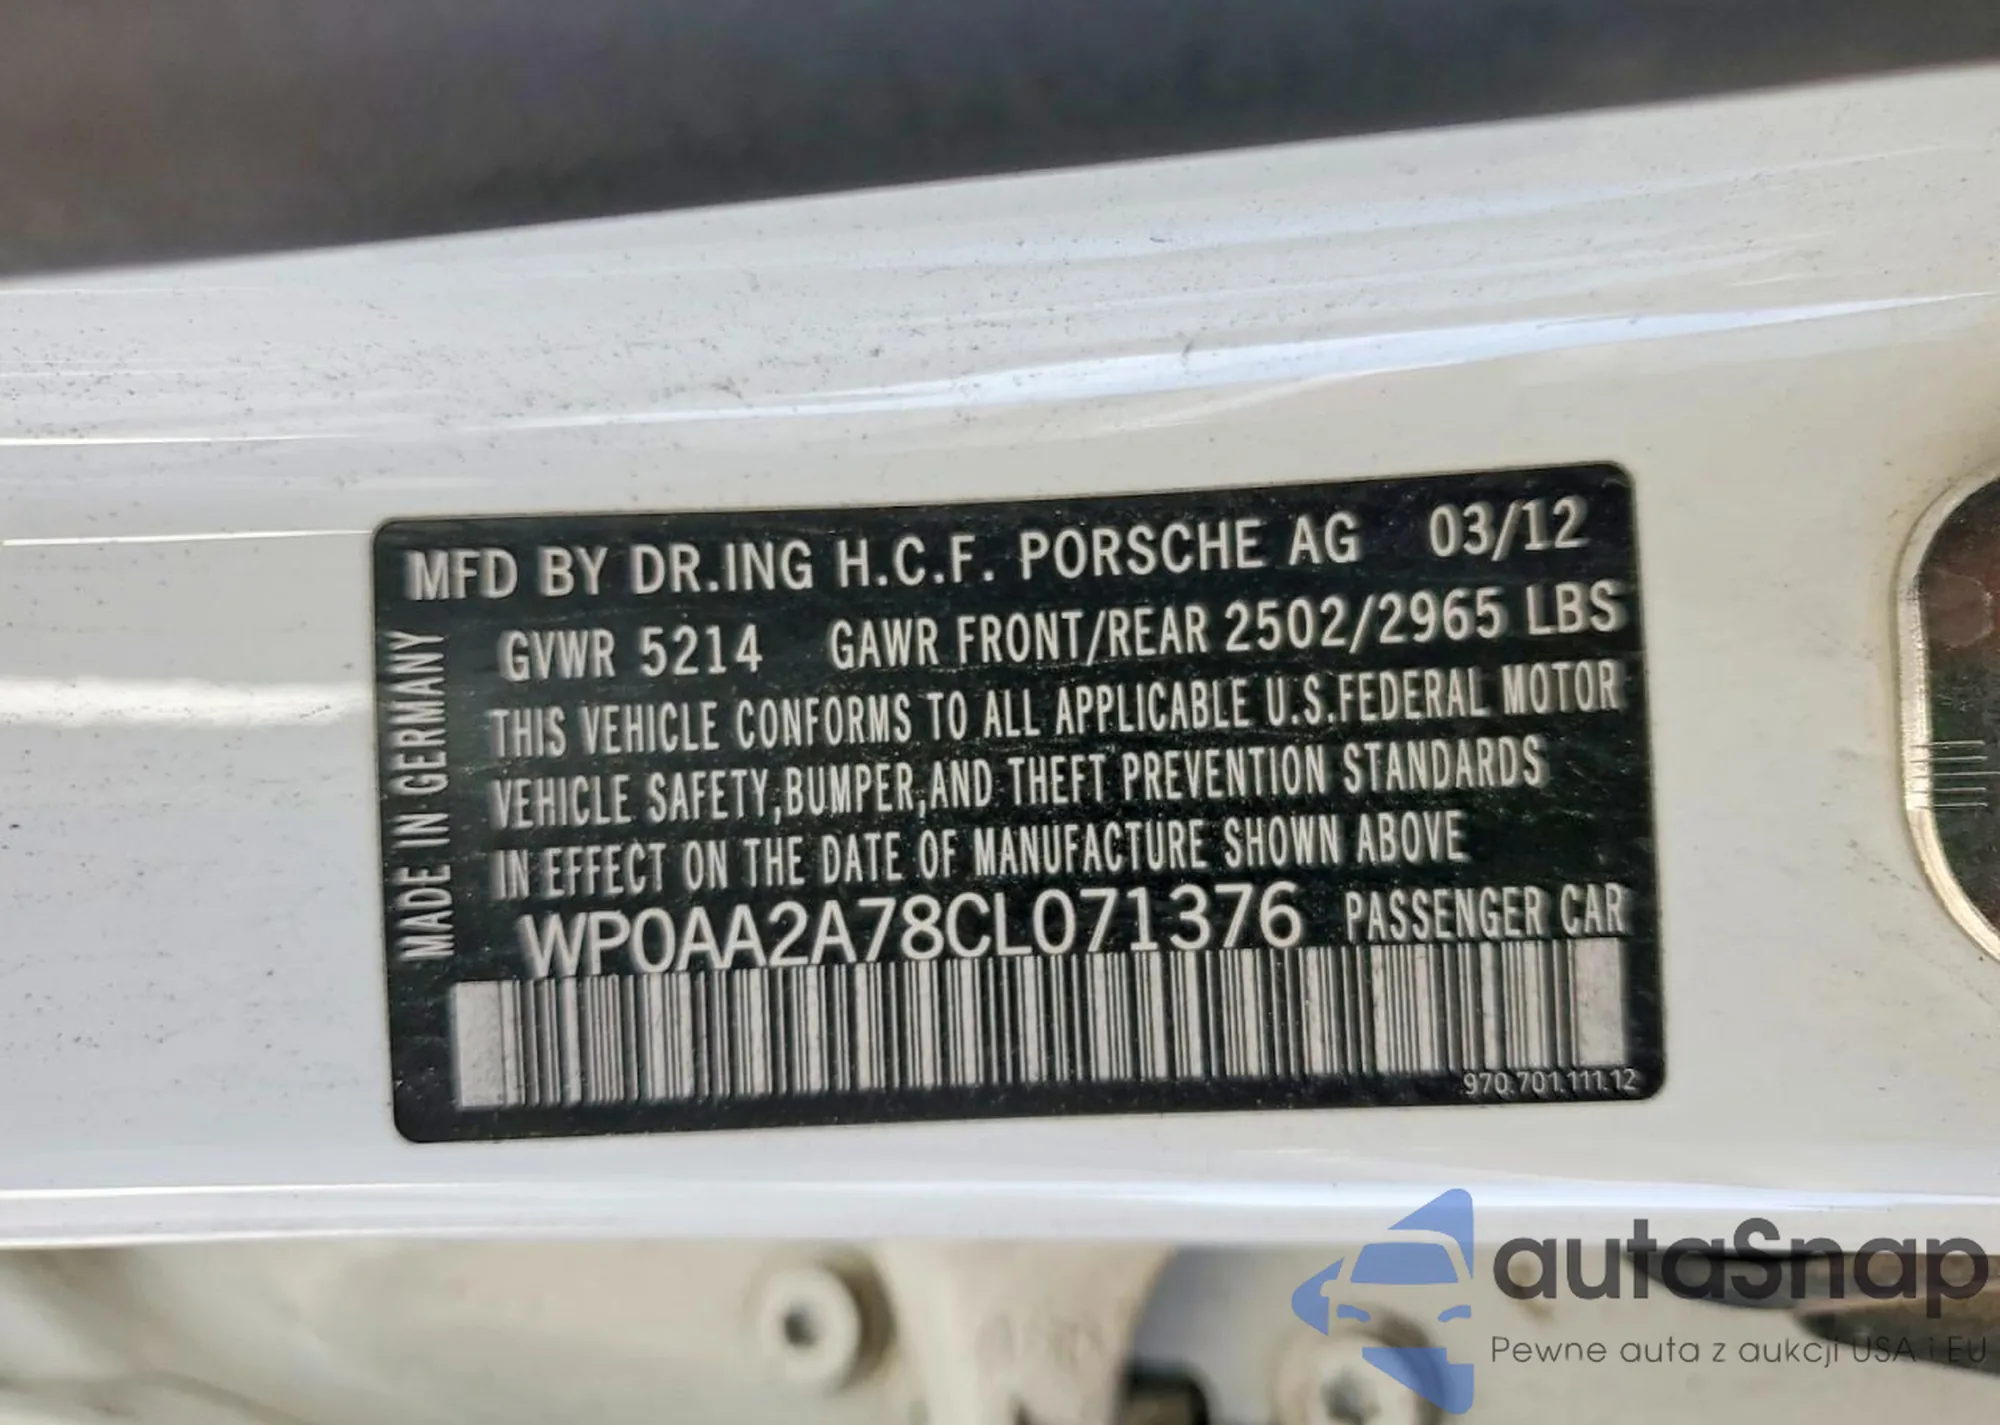 MFD BY DR.ING H.C.F. PORSCHE AG 03/12
GVWR 5214 GAWR FRONT/REAR 2502/2965 LBS
THIS VEHICLE CONFORMS TO ALL APPLICABLE U.S.FEDERAL MOTOR
VEHICLE SAFETY,BUMPER,AND THEFT PREVENTION STANDARDS
IN EFFECT ON THE DATE OF MANUFACTURE SHOWN ABOVE
WP0AA2A78CL071376 PASSENGER CAR
970.701.111.12
MADE IN GERMANY
autaSnap
Pewne auta z aukcji USA i EU